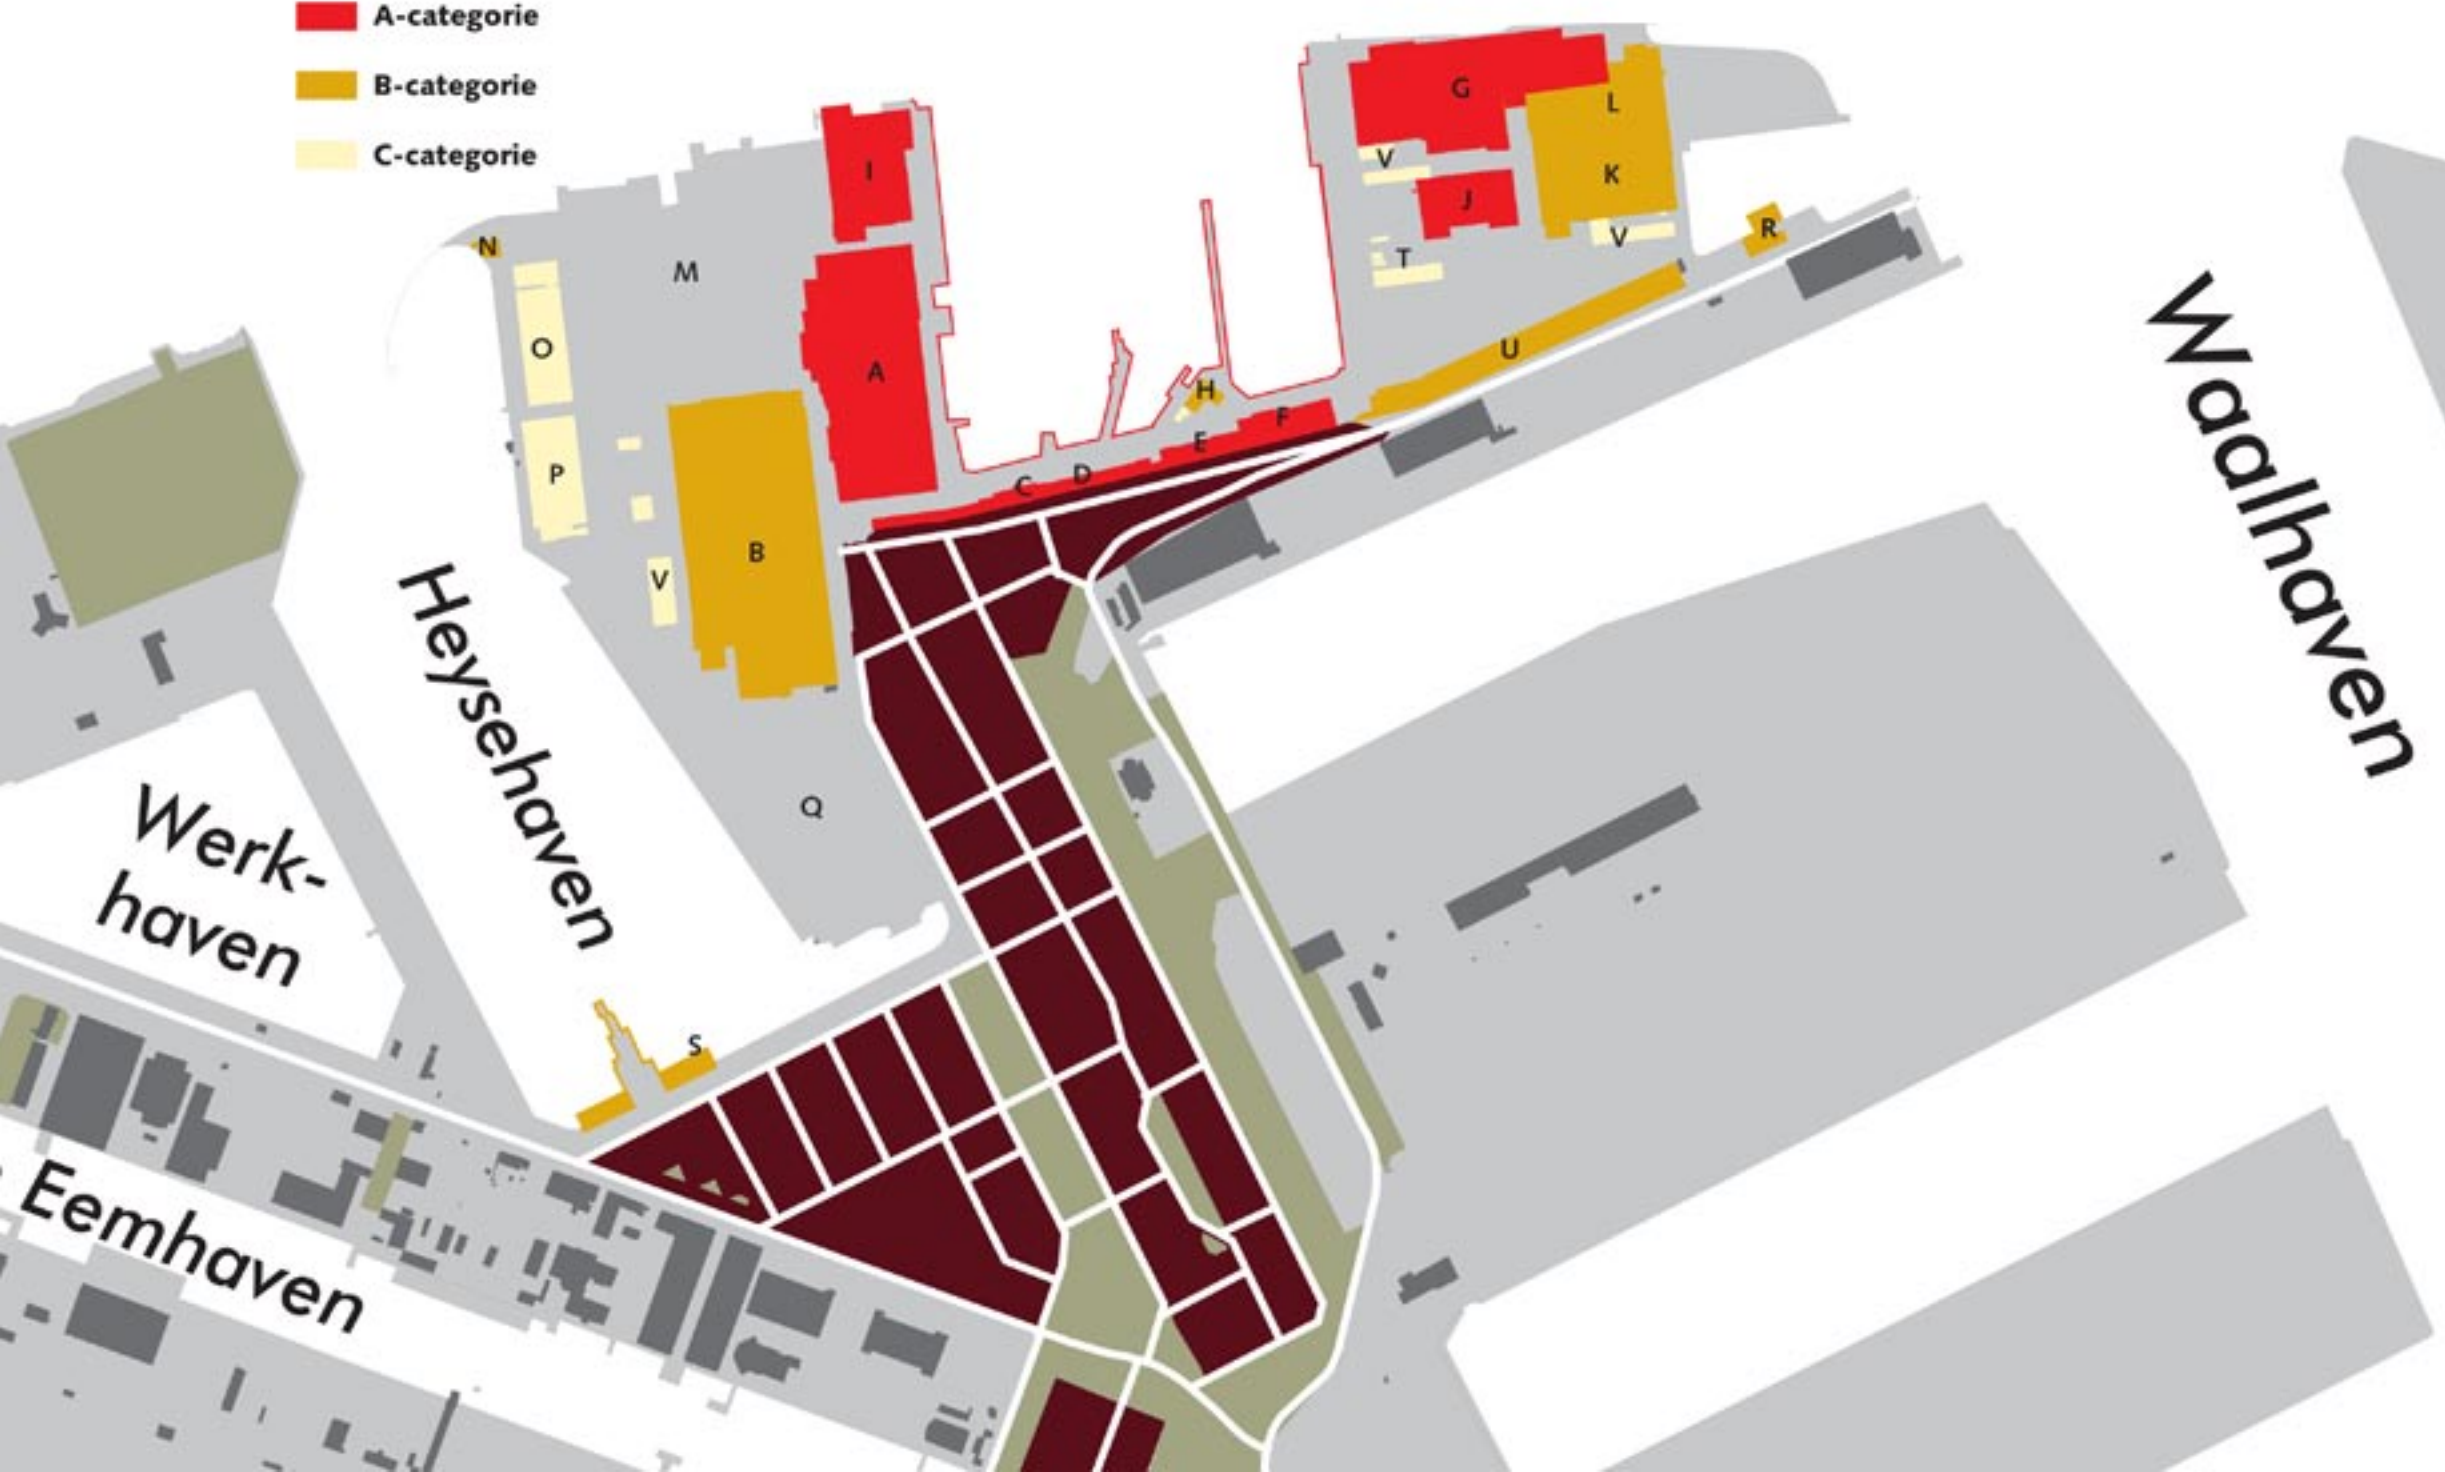 A-categorie
B-categorie
C-categorie
G
L
V
I
K
J
R
N
V
M
T
O
U
A
H
F
E
P
D
C
B
V
Q
S
Waalhaven
Heysehaven
Werk-
haven
Eemhaven